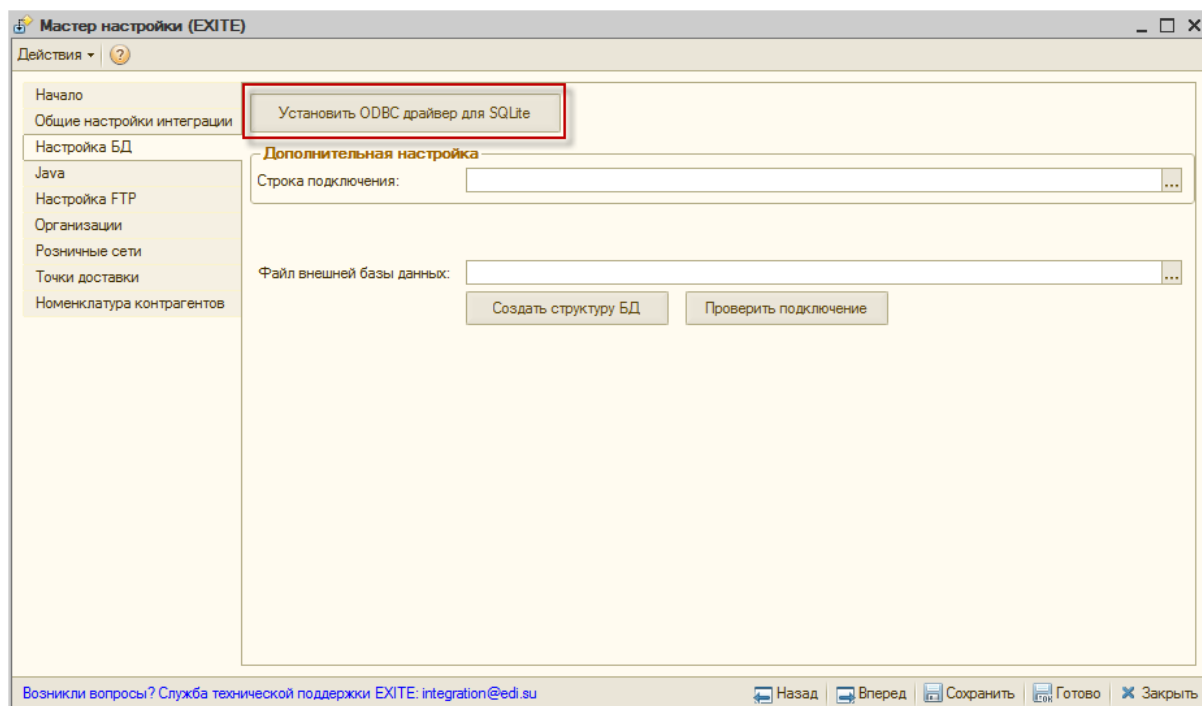 Мастер настройки (EXITE)
Действия
Начало
Общие настройки интеграции
Настройка БД
Java
Настройка FTP
Организации
Розничные сети
Точки доставки
Номенклатура контрагентов
Установить ODBC драйвер для SQLite
Дополнительная настройка
Строка подключения:
...
Файл внешней базы данных:
...
Создать структуру БД Проверить подключение
Возникли вопросы? Служба технической поддержки EXITE: integration@edi.su Назад Вперед Сохранить Готово Закрыть